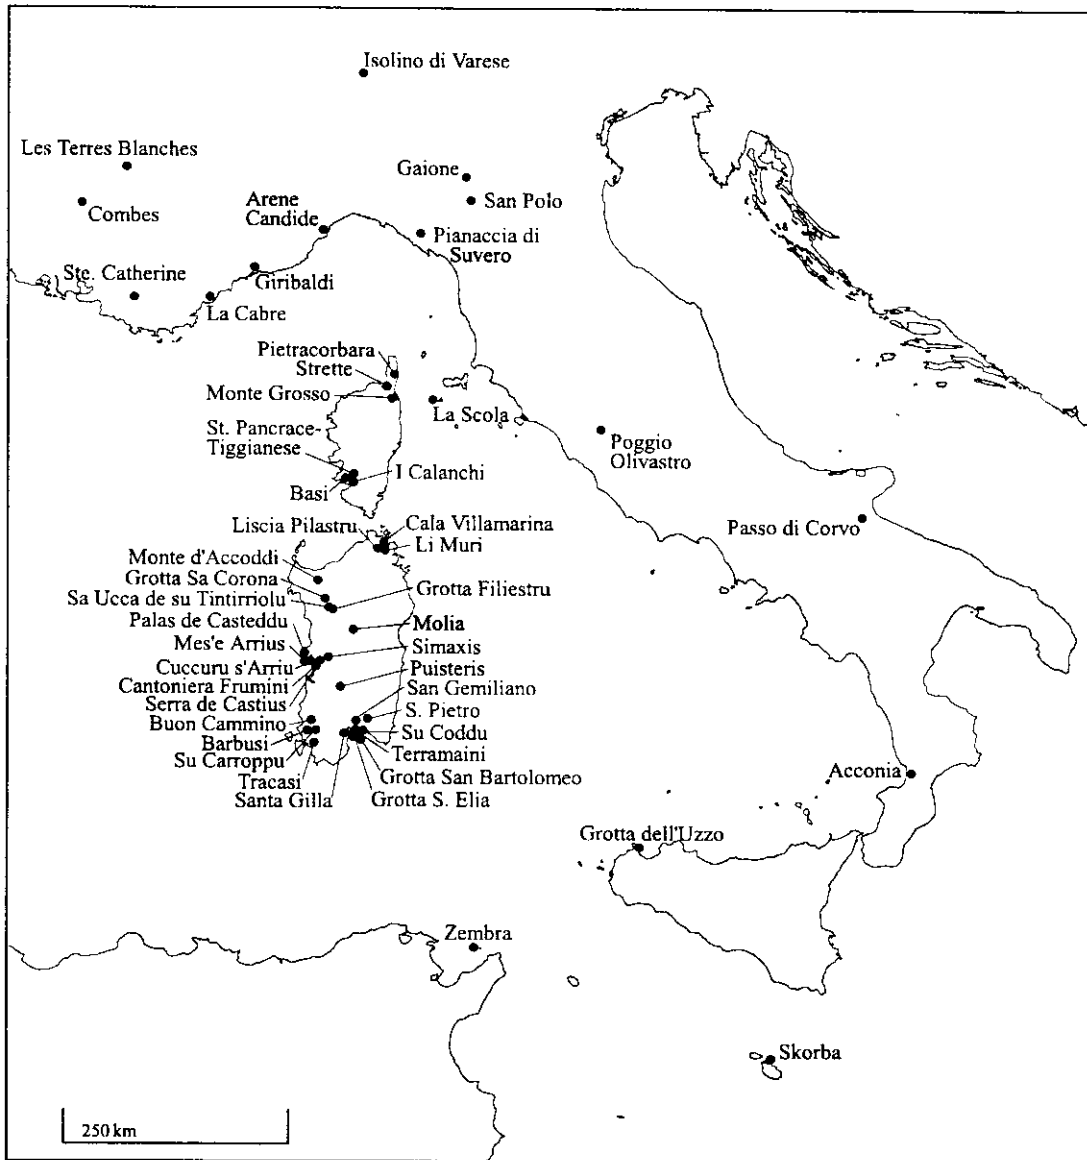 Isolino di Varese
Les Terres Blanches
Gaione
Combes
Arene
Candide
San Polo
Pianaccia di
Suvero
Ste. Catherine
Giribaldi
La Cabre
Pietracorbara
Strette
Monte Grosso
La Scola
St. Pancrace-
Tiggianese
Poggio
Olivastro
I Calanchi
Basi
Liscia Pilastru
Cala Villamarina
Passo di Corvo
Li Muri
Monte d'Accoddi
Grotta Sa Corona
Sa Ucca de su Tintirriolu
Grotta Filiestru
Palas de Casteddu
Molia
Mes'e Arrius
Simaxis
Cuccuru s'Arriu
Puisteris
Cantoniera Frumini
San Gemiliano
Serra de Castius
S. Pietro
Buon Cammino
Su Coddu
Barbusi
Terramaini
Su Carroppu
Grotta San Bartolomeo
Tracasi
Santa Gilla
Grotta S. Elia
Acconia
Grotta dell'Uzzo
Zembra
Skorba
250 km